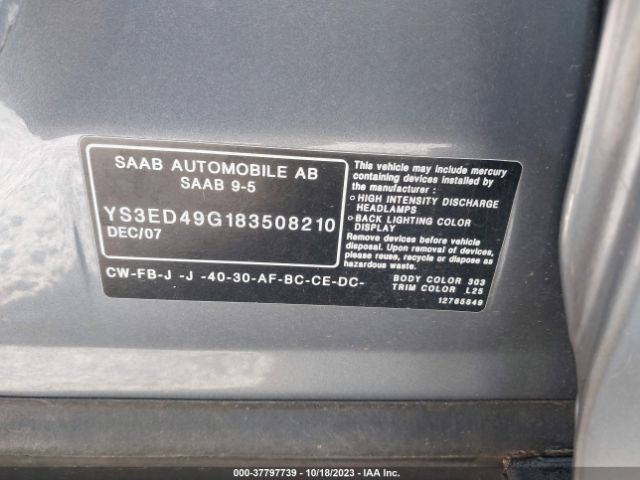 SAAB AUTOMOBILE AB
SAAB 9-5
YS3ED49G183508210
DEC/07
CW-FB-J -J -40-30-AF-BC-CE-DC-
This vehicle may include mercury
containing devices installed by
the manufacturer :
o HIGH INTENSITY DISCHARGE
HEADLAMPS
o BACK LIGHTING COLOR
DISPLAY
Remove devices before vehicle
disposal. Upon removal of devices,
please reuse, recycle or dispose as
hazardous waste.
BODY COLOR 303
TRIM COLOR L25
12765849
000-37797739 - 10/18/2023 - IAA Inc.